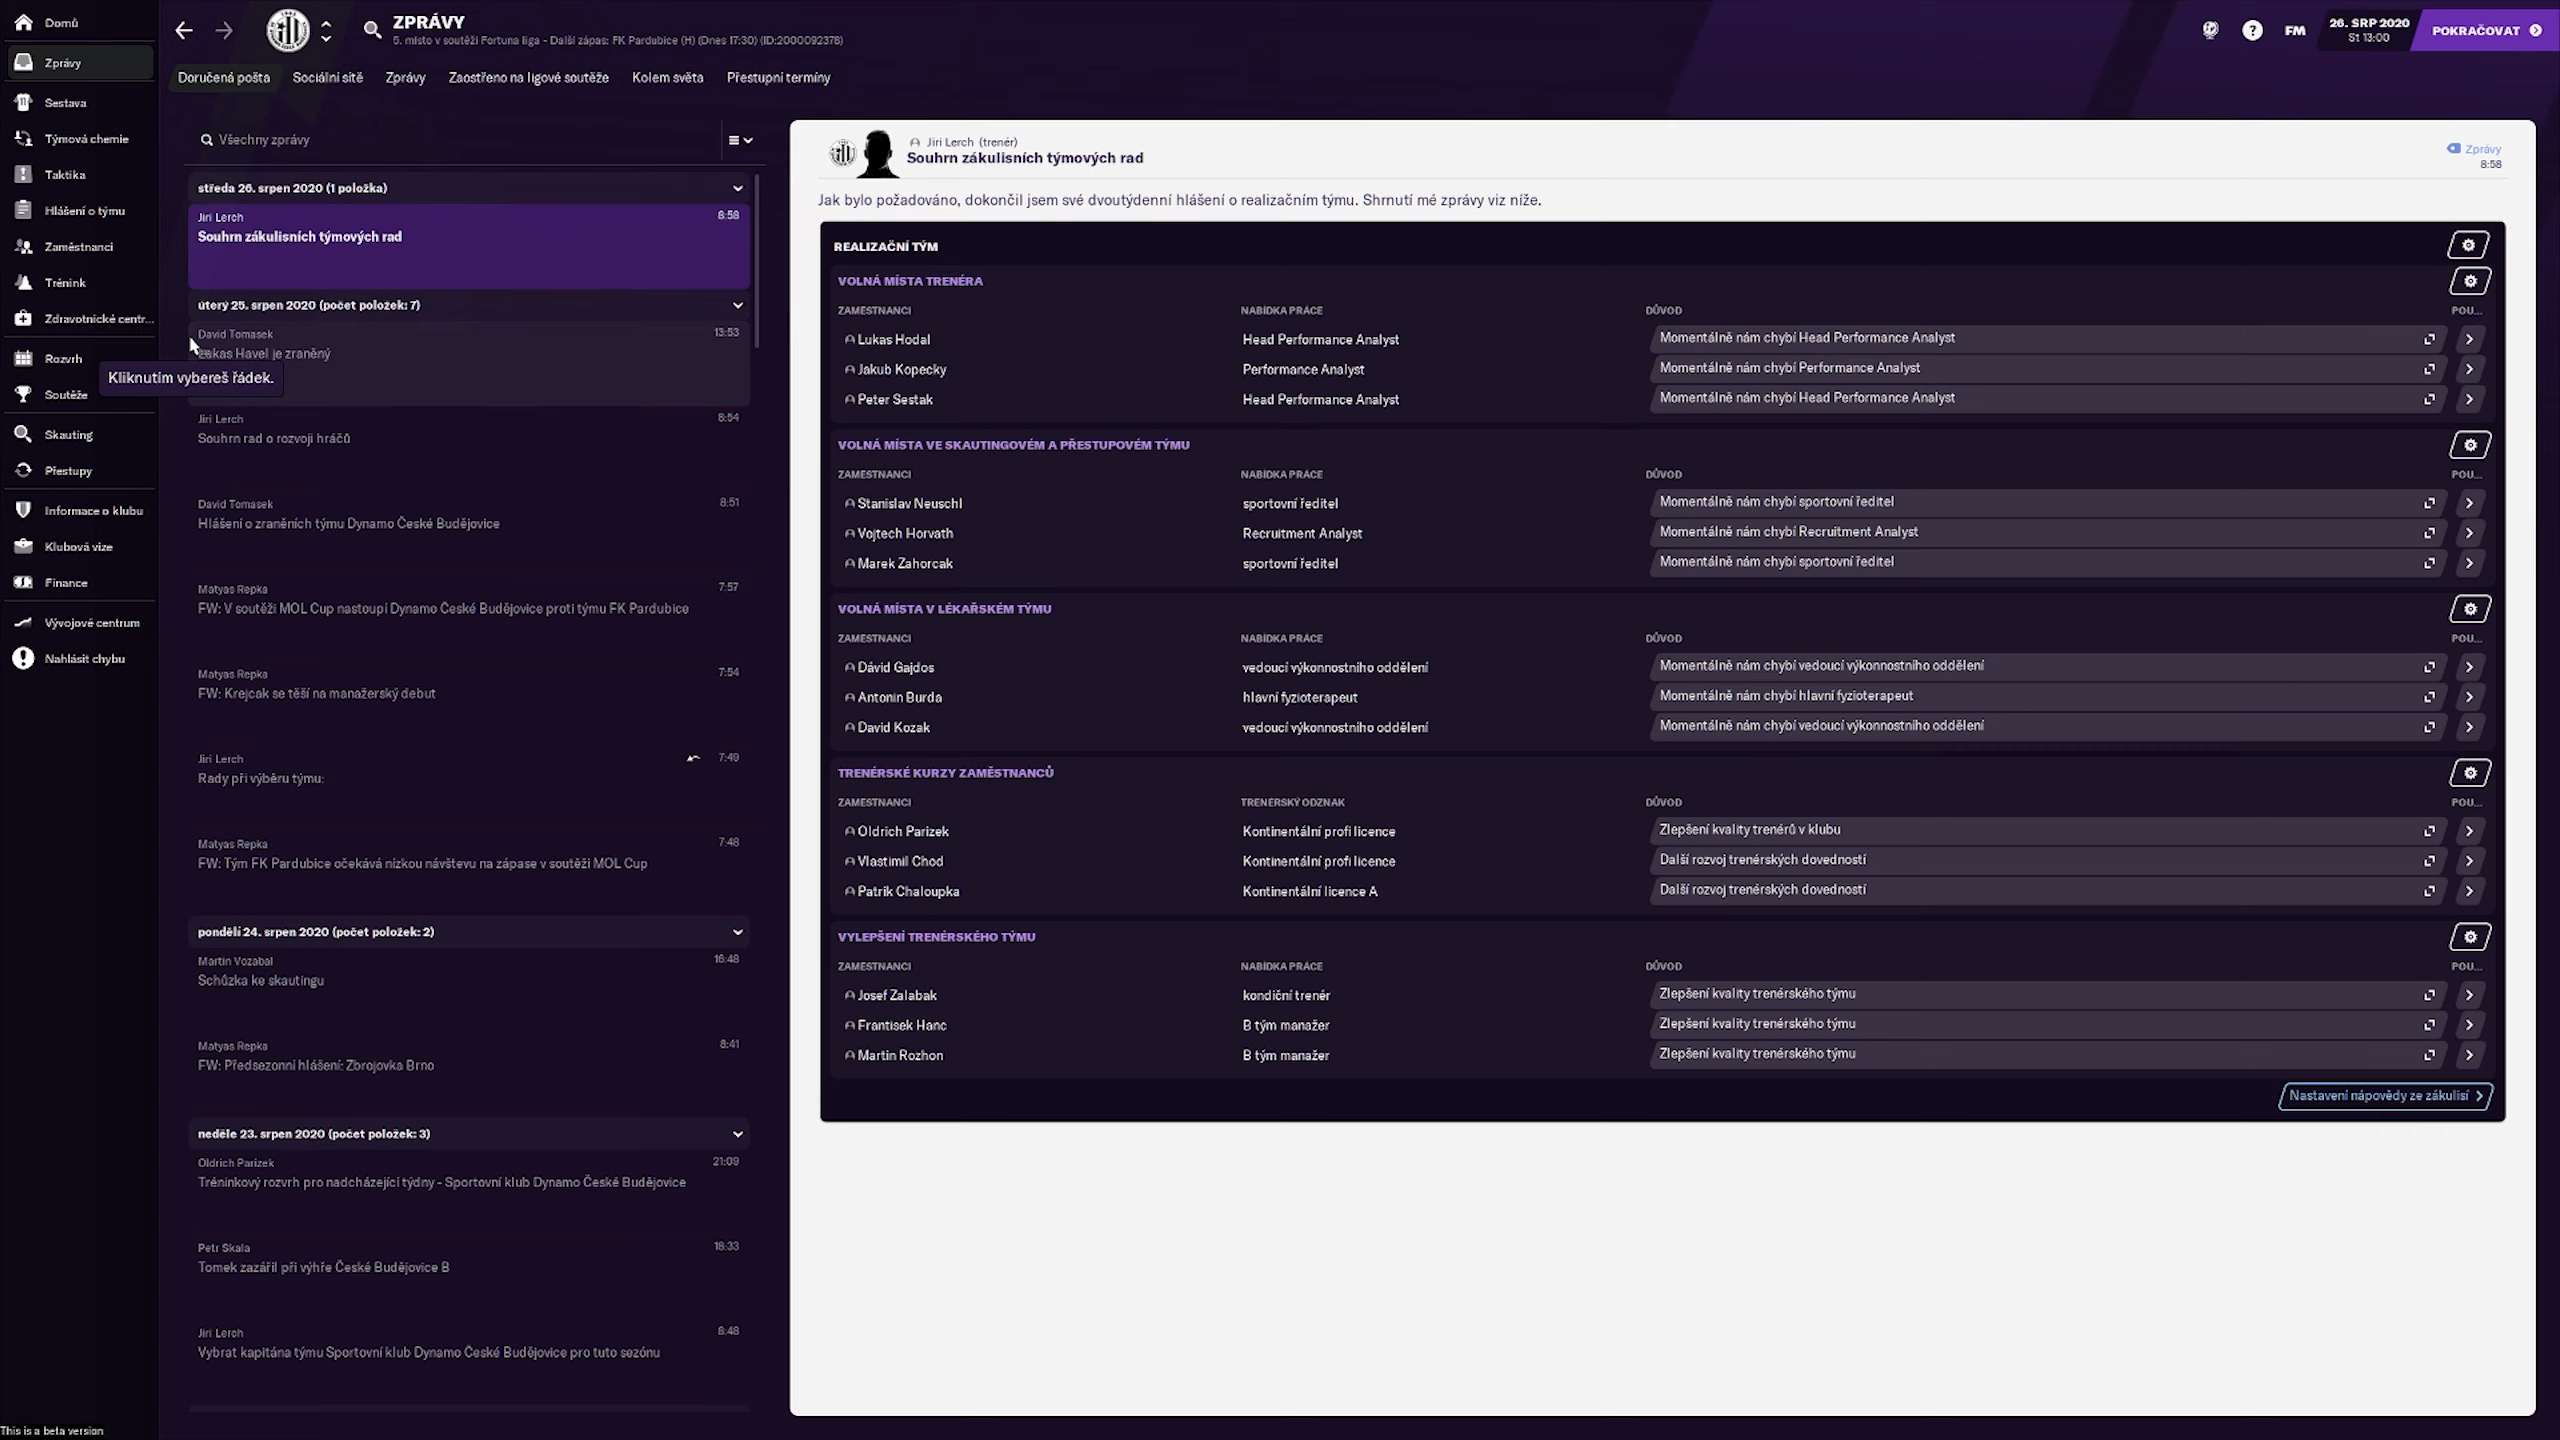 Domů
Zprávy
Sestava
Týmová chemie
Taktika
Hlášení o týmu
Zaměstnanci
Trénink
Zdravotnické centr...
Rozvrh
Soutěže
Skauting
Přestupy
Informace o klubu
Klubová vize
Finance
Vývojové centrum
Nahlásit chybu
This is a beta version
Kliknutím vybereš řádek.
ZPRÁVY
5. místo v soutěži Fortuna liga - Další zápas: FK Pardubice (H) (Dnes 17:30) (ID:2000092378)
FM
26. SRP 2020
St 13:00
POKRAČOVAT
Doručená pošta
Sociální sítě
Zprávy
Zaostřeno na ligové soutěže
Kolem světa
Přestupní termíny
Všechny zprávy
středa 26. srpen 2020 (1 položka)
Jiri Lerch 8:58
Souhrn zákulisních týmových rad
úterý 25. srpen 2020 (počet položek: 7)
David Tomasek 13:53
Lukas Havel je zraněný
Jiri Lerch 8:54
Souhrn rad o rozvoji hráčů
David Tomasek 8:51
Hlášení o zraněních týmu Dynamo České Budějovice
Matyas Repka 7:57
FW: V soutěži MOL Cup nastoupí Dynamo České Budějovice proti týmu FK Pardubice
Matyas Repka 7:54
FW: Krejcak se těší na manažerský debut
Jiri Lerch 7:49
Rady při výběru týmu:
Matyas Repka 7:48
FW: Tým FK Pardubice očekává nízkou návštevu na zápase v soutěži MOL Cup
pondělí 24. srpen 2020 (počet položek: 2)
Martin Vozabal 16:48
Schůzka ke skautingu
Matyas Repka 8:41
FW: Předsezonní hlášení: Zbrojovka Brno
neděle 23. srpen 2020 (počet položek: 3)
Oldrich Parizek 21:09
Tréninkový rozvrh pro nadcházející týdny - Sportovní klub Dynamo České Budějovice
Petr Skala 18:33
Tomek zazářil při výhře České Budějovice B
Jiri Lerch 8:48
Vybrat kapitána týmu Sportovní klub Dynamo České Budějovice pro tuto sezónu
Jiri Lerch (trenér)
Souhrn zákulisních týmových rad
Zprávy
8:58
Jak bylo požadováno, dokončil jsem své dvoutýdenní hlášení o realizačním týmu. Shrnutí mé zprávy viz níže.
REALIZAČNÍ TÝM
VOLNÁ MÍSTA TRENÉRA
ZAMĚSTNANCI NABÍDKA PRÁCE DŮVOD POU...
Lukas Hodal Head Performance Analyst Momentálně nám chybí Head Performance Analyst
Jakub Kopecky Performance Analyst Momentálně nám chybí Performance Analyst
Peter Sestak Head Performance Analyst Momentálně nám chybí Head Performance Analyst
VOLNÁ MÍSTA VE SKAUTINGOVÉM A PŘESTUPOVÉM TÝMU
ZAMĚSTNANCI NABÍDKA PRÁCE DŮVOD POU...
Stanislav Neuschl sportovní ředitel Momentálně nám chybí sportovní ředitel
Vojtech Horvath Recruitment Analyst Momentálně nám chybí Recruitment Analyst
Marek Zahorcak sportovní ředitel Momentálně nám chybí sportovní ředitel
VOLNÁ MÍSTA V LÉKAŘSKÉM TÝMU
ZAMĚSTNANCI NABÍDKA PRÁCE DŮVOD POU...
Dávid Gajdos vedoucí výkonnostního oddělení Momentálně nám chybí vedoucí výkonnostního oddělení
Antonin Burda hlavní fyzioterapeut Momentálně nám chybí hlavní fyzioterapeut
David Kozak vedoucí výkonnostního oddělení Momentálně nám chybí vedoucí výkonnostního oddělení
TRENÉRSKÉ KURZY ZAMĚSTNANCŮ
ZAMĚSTNANCI TRENÉRSKÝ ODZNAK DŮVOD POU...
Oldrich Parizek Kontinentální profi licence Zlepšení kvality trenérů v klubu
Vlastimil Chod Kontinentální profi licence Další rozvoj trenérských dovedností
Patrik Chaloupka Kontinentální licence A Další rozvoj trenérských dovedností
VYLEPŠENÍ TRENÉRSKÉHO TÝMU
ZAMĚSTNANCI NABÍDKA PRÁCE DŮVOD POU...
Josef Zalabak kondiční trenér Zlepšení kvality trenérského týmu
Frantisek Hanc B tým manažer Zlepšení kvality trenérského týmu
Martin Rozhon B tým manažer Zlepšení kvality trenérského týmu
Nastavení nápovědy ze zákulisí